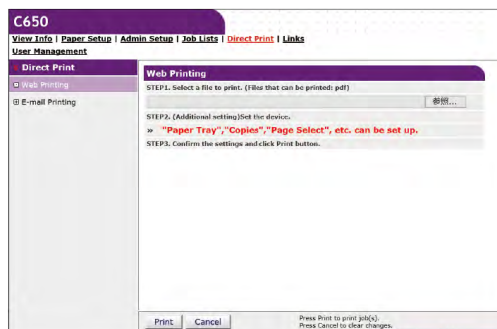 C650
View Info | Paper Setup | Admin Setup | Job Lists | Direct Print | Links
User Management
Direct Print
Web Printing
E-mail Printing
Web Printing
STEP1. Select a file to print. (Files that can be printed: pdf)
参照...
STEP2. (Additional setting)Set the device.
» "Paper Tray","Copies","Page Select", etc. can be set up.
STEP3. Confirm the settings and click Print button.
Print Cancel
Press Print to print job(s).
Press Cancel to clear changes.